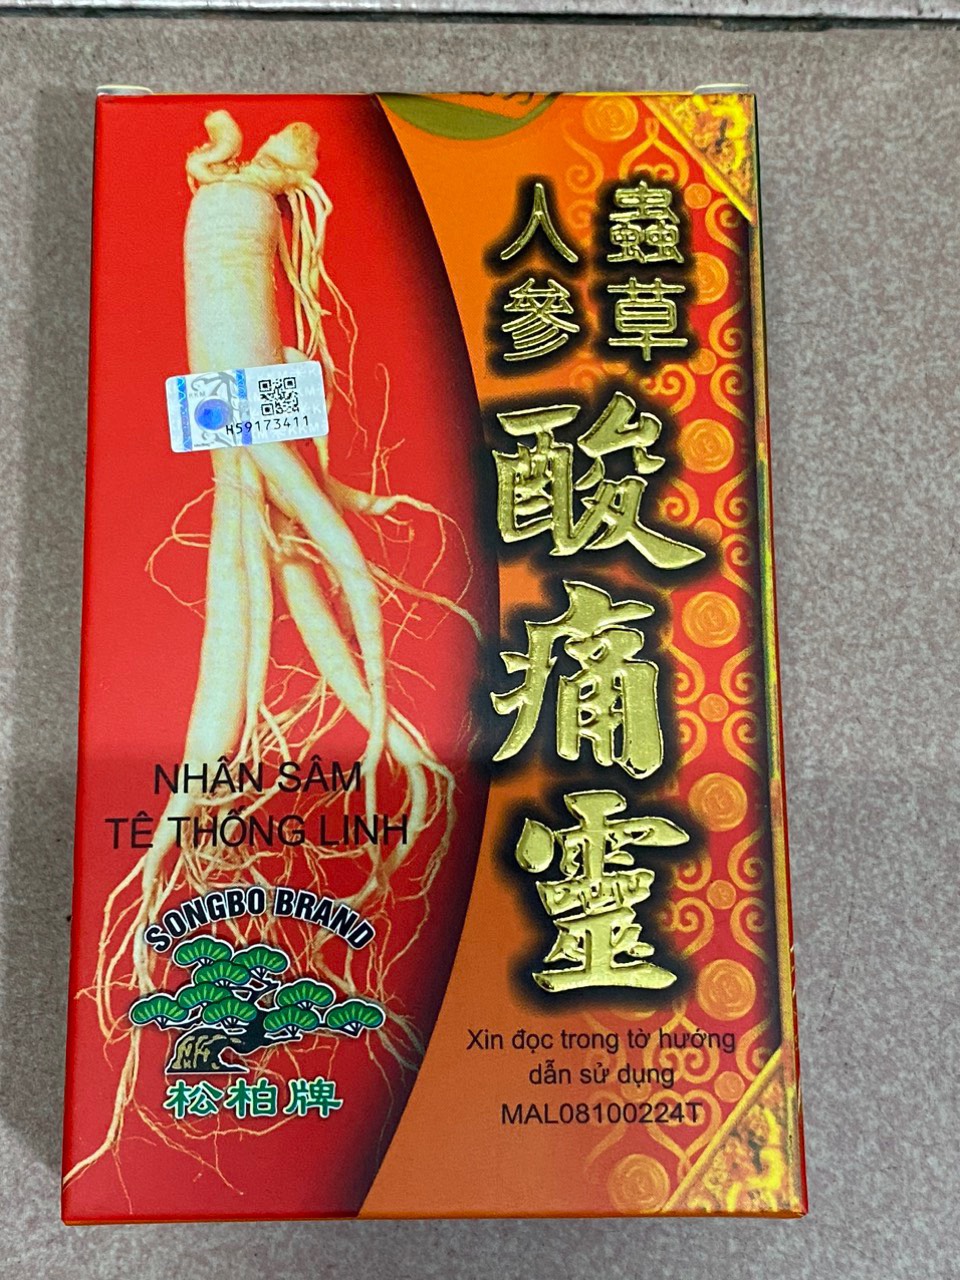 蟲草
人參
酸痛靈
H59173411
NHÂN SÂM
TÊ THỐNG LINH
SONGBO BRAND
松柏牌
Xin đọc trong tờ hướng
dẫn sử dụng
MAL08100224T